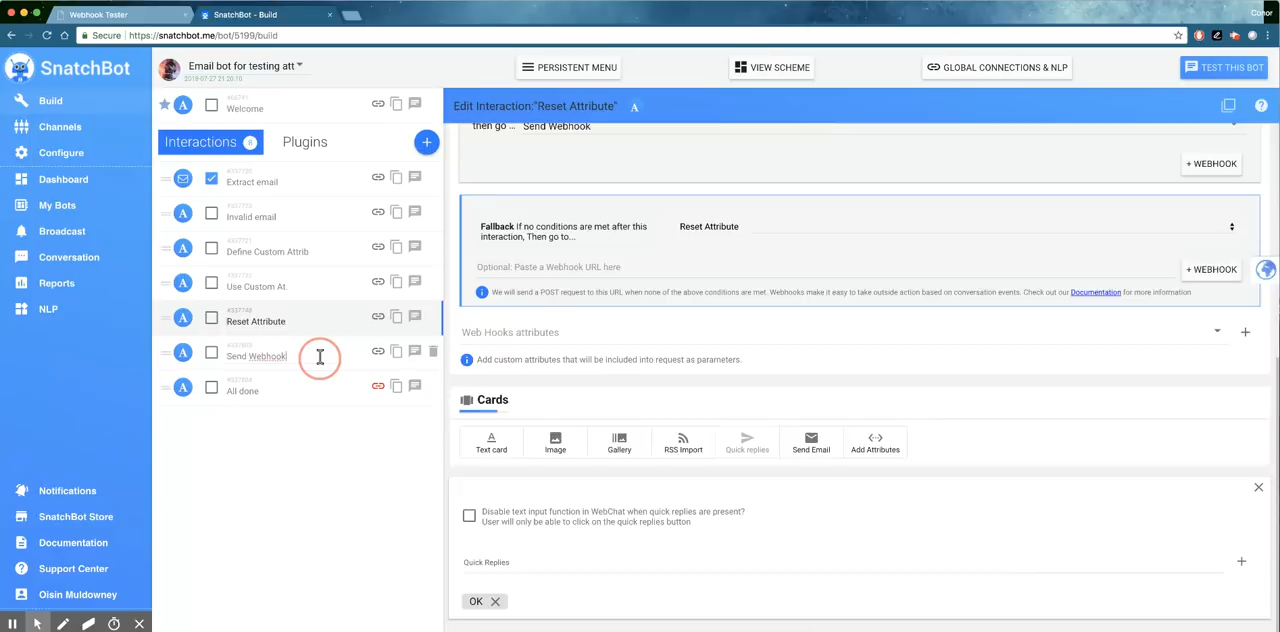 Conor
Webhook Tester
SnatchBot - Build
Secure
https://snatchbot.me/bot/5199/build
SnatchBot
Email bot for testing att
PERSISTENT MENU
VIEW SCHEME
GLOBAL CONNECTIONS & NLP
TEST THIS BOT
Build
Channels
Configure
Dashboard
My Bots
Broadcast
Conversation
Reports
NLP
Notifications
SnatchBot Store
Documentation
Support Center
Oisin Muldowney
Welcome
Interactions 8
Plugins
Extract email
Invalid email
Define Custom Attrib
Use Custom At.
Reset Attribute
Send Webhook
All done
Edit Interaction:"Reset Attribute"
then go ... Send Webhook
+ WEBHOOK
Fallback If no conditions are met after this
interaction, Then go to...
Reset Attribute
Optional: Paste a Webhook URL here
+ WEBHOOK
We will send a POST request to this URL when none of the above conditions are met. Webhooks make it easy to take outside action based on conversation events. Check out our Documentation for more information
Web Hooks attributes
Add custom attributes that will be included into request as parameters.
Cards
Text card
Image
Gallery
RSS Import
Quick replies
Send Email
Add Attributes
Disable text input function in WebChat when quick replies are present?
User will only be able to click on the quick replies button
Quick Replies
OK